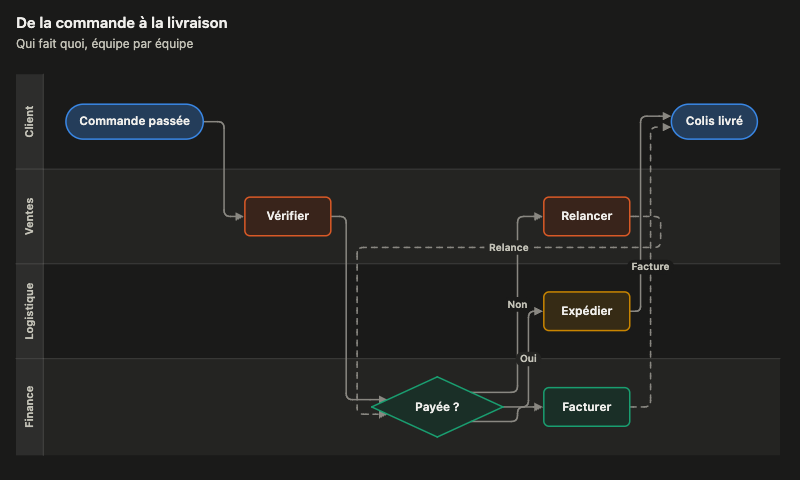 De la commande à la livraison
Qui fait quoi, équipe par équipe
Client
Commande passée
Colis livré
Ventes
Vérifier
Relancer
Relance
Facture
Logistique
Non
Expédier
Oui
Finance
Payée ?
Facturer